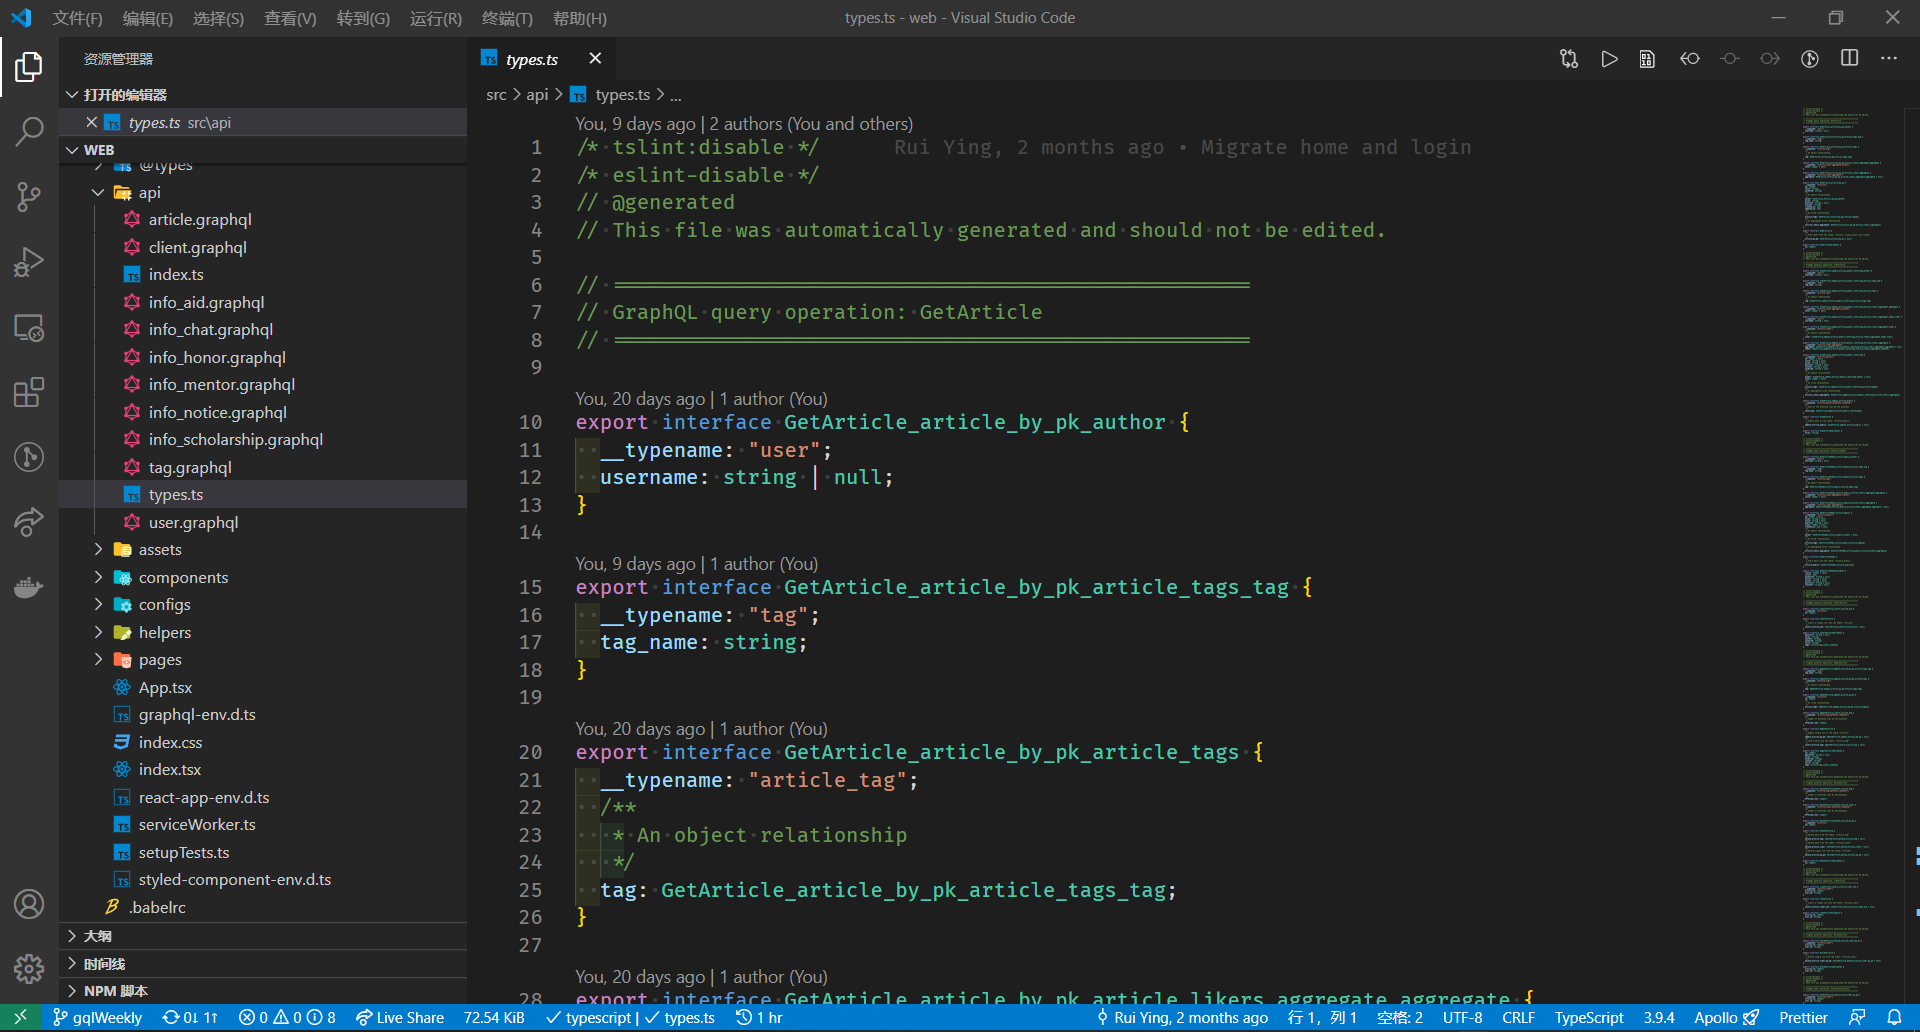 文件(F) 编辑(E) 选择(S) 查看(V) 转到(G) 运行(R) 终端(T) 帮助(H) types.ts - web - Visual Studio Code
资源管理器
打开的编辑器
types.ts src\api
WEB
@types
api
article.graphql
client.graphql
index.ts
info_aid.graphql
info_chat.graphql
info_honor.graphql
info_mentor.graphql
info_notice.graphql
info_scholarship.graphql
tag.graphql
types.ts
user.graphql
assets
components
configs
helpers
pages
App.tsx
graphql-env.d.ts
index.css
index.tsx
react-app-env.d.ts
serviceWorker.ts
setupTests.ts
styled-component-env.d.ts
.babelrc
大纲
时间线
NPM 脚本
types.ts
src > api > types.ts > ...
You, 9 days ago | 2 authors (You and others)
1 /* tslint:disable */ Rui Ying, 2 months ago • Migrate home and login
2 /* eslint-disable */
3 // @generated
4 // This file was automatically generated and should not be edited.
5
6 // ====================================================
7 // GraphQL query operation: GetArticle
8 // ====================================================
9
You, 20 days ago | 1 author (You)
10 export interface GetArticle_article_by_pk_author {
11 __typename: "user";
12 username: string | null;
13 }
14
You, 9 days ago | 1 author (You)
15 export interface GetArticle_article_by_pk_article_tags_tag {
16 __typename: "tag";
17 tag_name: string;
18 }
19
You, 20 days ago | 1 author (You)
20 export interface GetArticle_article_by_pk_article_tags {
21 __typename: "article_tag";
22 /**
23 * An object relationship
24 */
25 tag: GetArticle_article_by_pk_article_tags_tag;
26 }
27
You, 20 days ago | 1 author (You)
28 export interface GetArticle_article_by_pk_article_likers_aggregate_aggregate {
gqlWeekly 0↓ 1↑ 0 0 8 Live Share 72.54 KiB typescript | types.ts 1 hr Rui Ying, 2 months ago 行 1, 列 1 空格: 2 UTF-8 CRLF TypeScript 3.9.4 Apollo Prettier